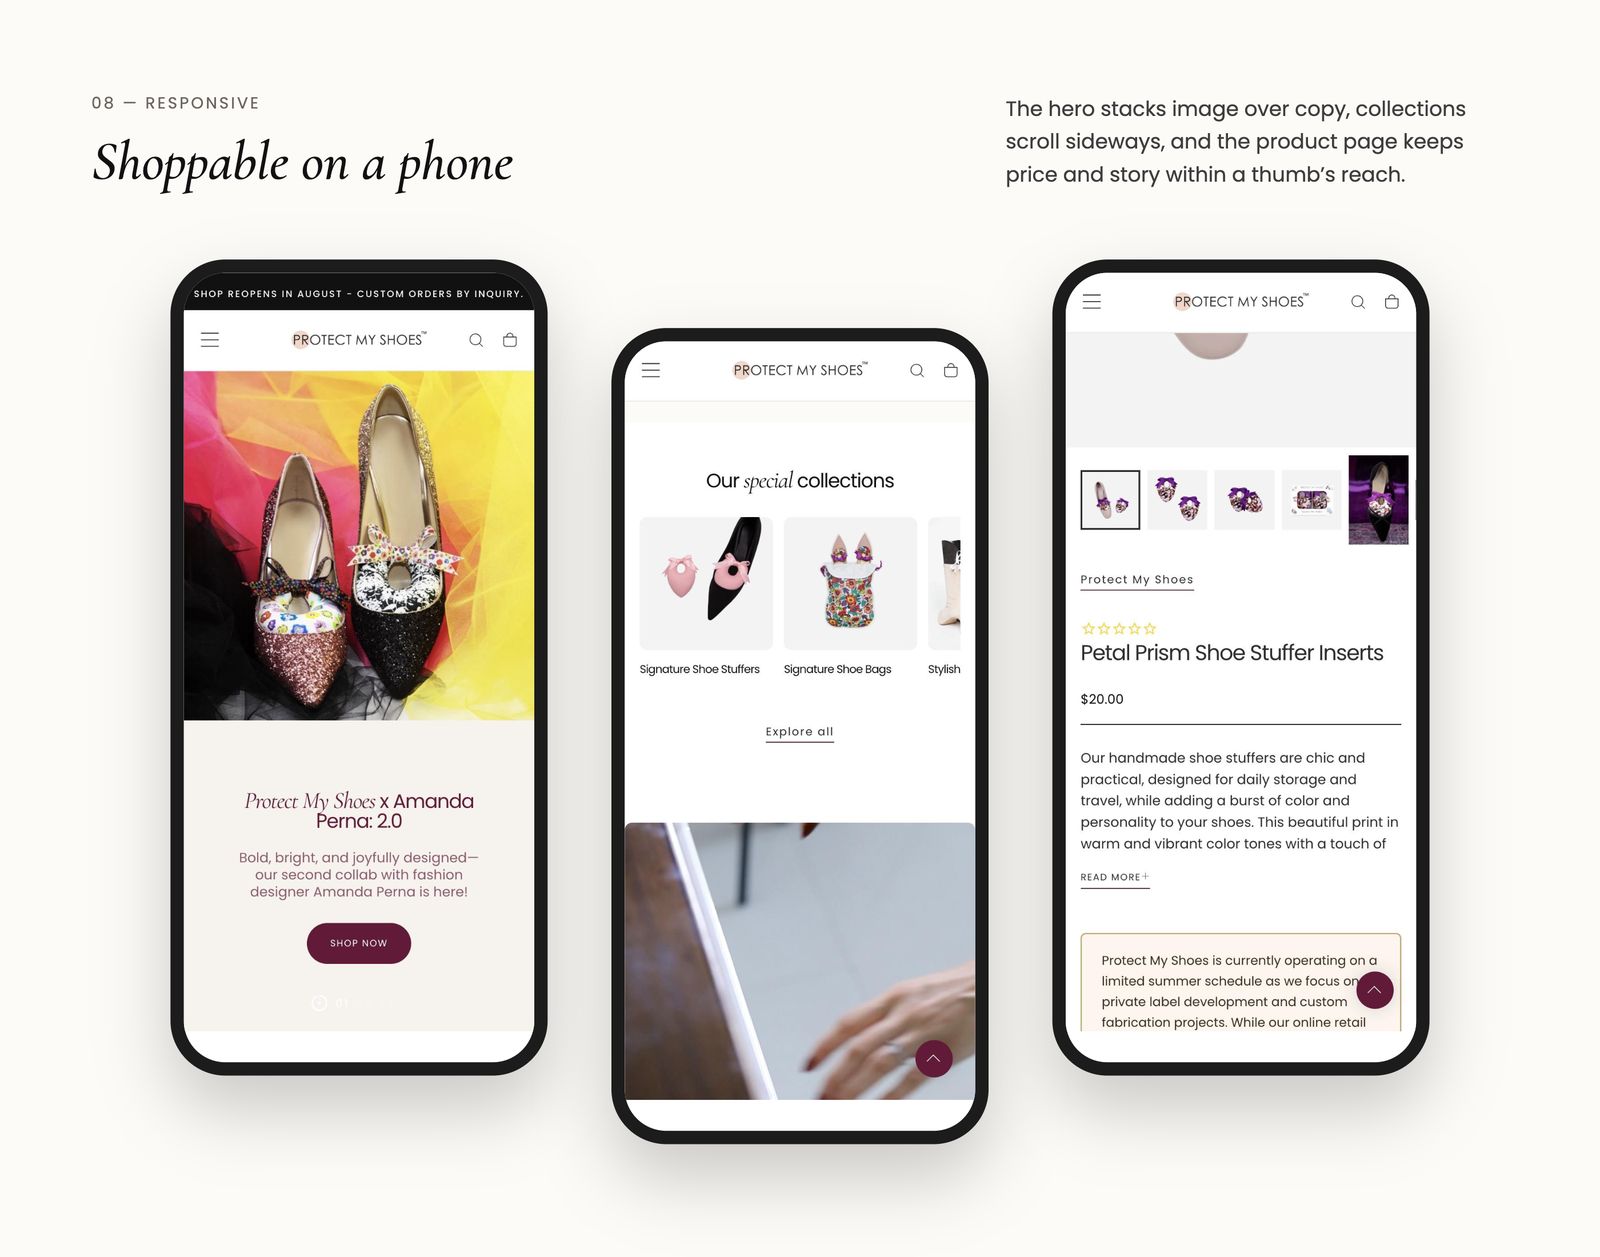 08 — RESPONSIVE
Shoppable on a phone
The hero stacks image over copy, collections
scroll sideways, and the product page keeps
price and story within a thumb’s reach.
SHOP REOPENS IN AUGUST - CUSTOM ORDERS BY INQUIRY.
PROTECT MY SHOES™
Protect My Shoes x Amanda
Perna: 2.0
Bold, bright, and joyfully designed—
our second collab with fashion
designer Amanda Perna is here!
SHOP NOW
01
PROTECT MY SHOES™
Our special collections
Signature Shoe Stuffers
Signature Shoe Bags
Stylish
Explore all
PROTECT MY SHOES™
Protect My Shoes
Petal Prism Shoe Stuffer Inserts
$20.00
Our handmade shoe stuffers are chic and
practical, designed for daily storage and
travel, while adding a burst of color and
personality to your shoes. This beautiful print in
warm and vibrant color tones with a touch of
READ MORE+
Protect My Shoes is currently operating on a
limited summer schedule as we focus on
private label development and custom
fabrication projects. While our online retail